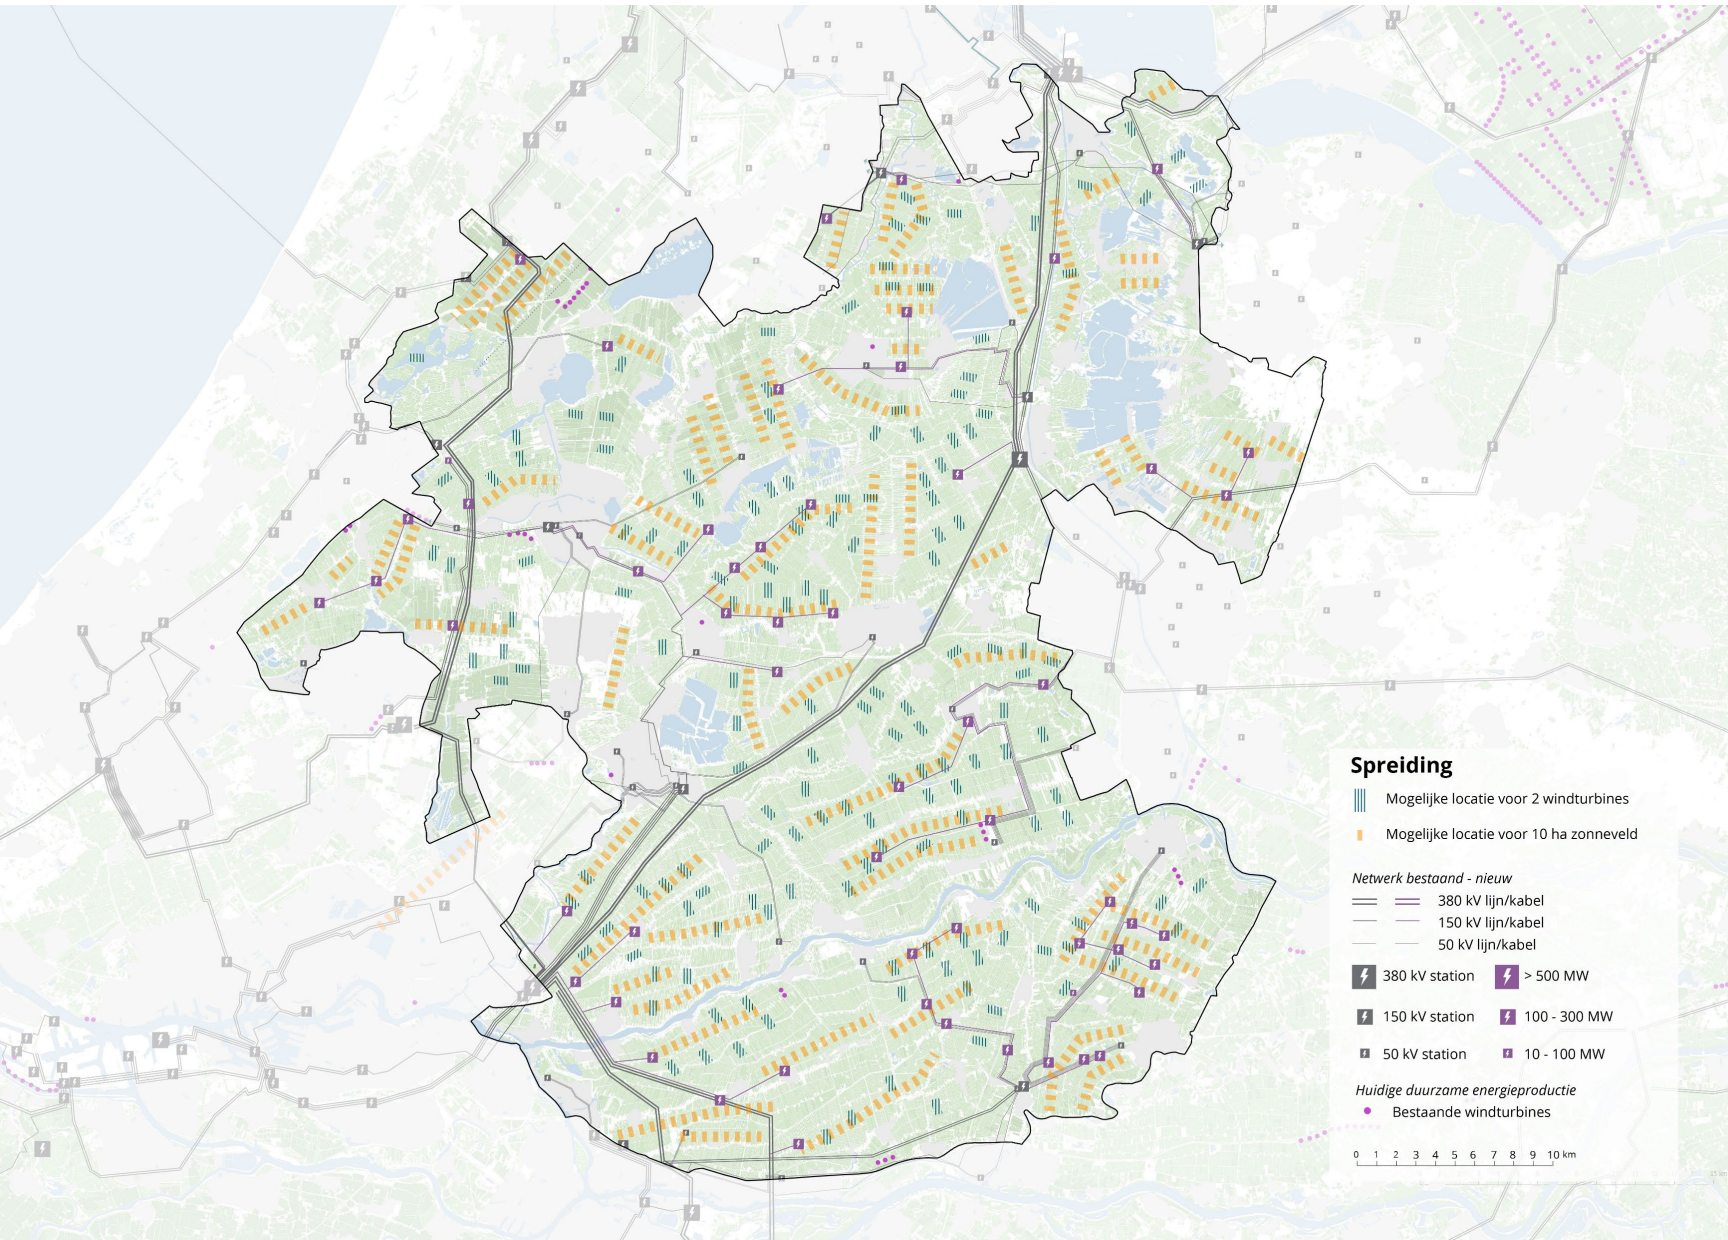 Spreiding
Mogelijke locatie voor 2 windturbines
Mogelijke locatie voor 10 ha zonneveld
Netwerk bestaand - nieuw
380 kV lijn/kabel
150 kV lijn/kabel
50 kV lijn/kabel
380 kV station > 500 MW
150 kV station 100 - 300 MW
50 kV station 10 - 100 MW
Huidige duurzame energieproductie
Bestaande windturbines
0 1 2 3 4 5 6 7 8 9 10 km